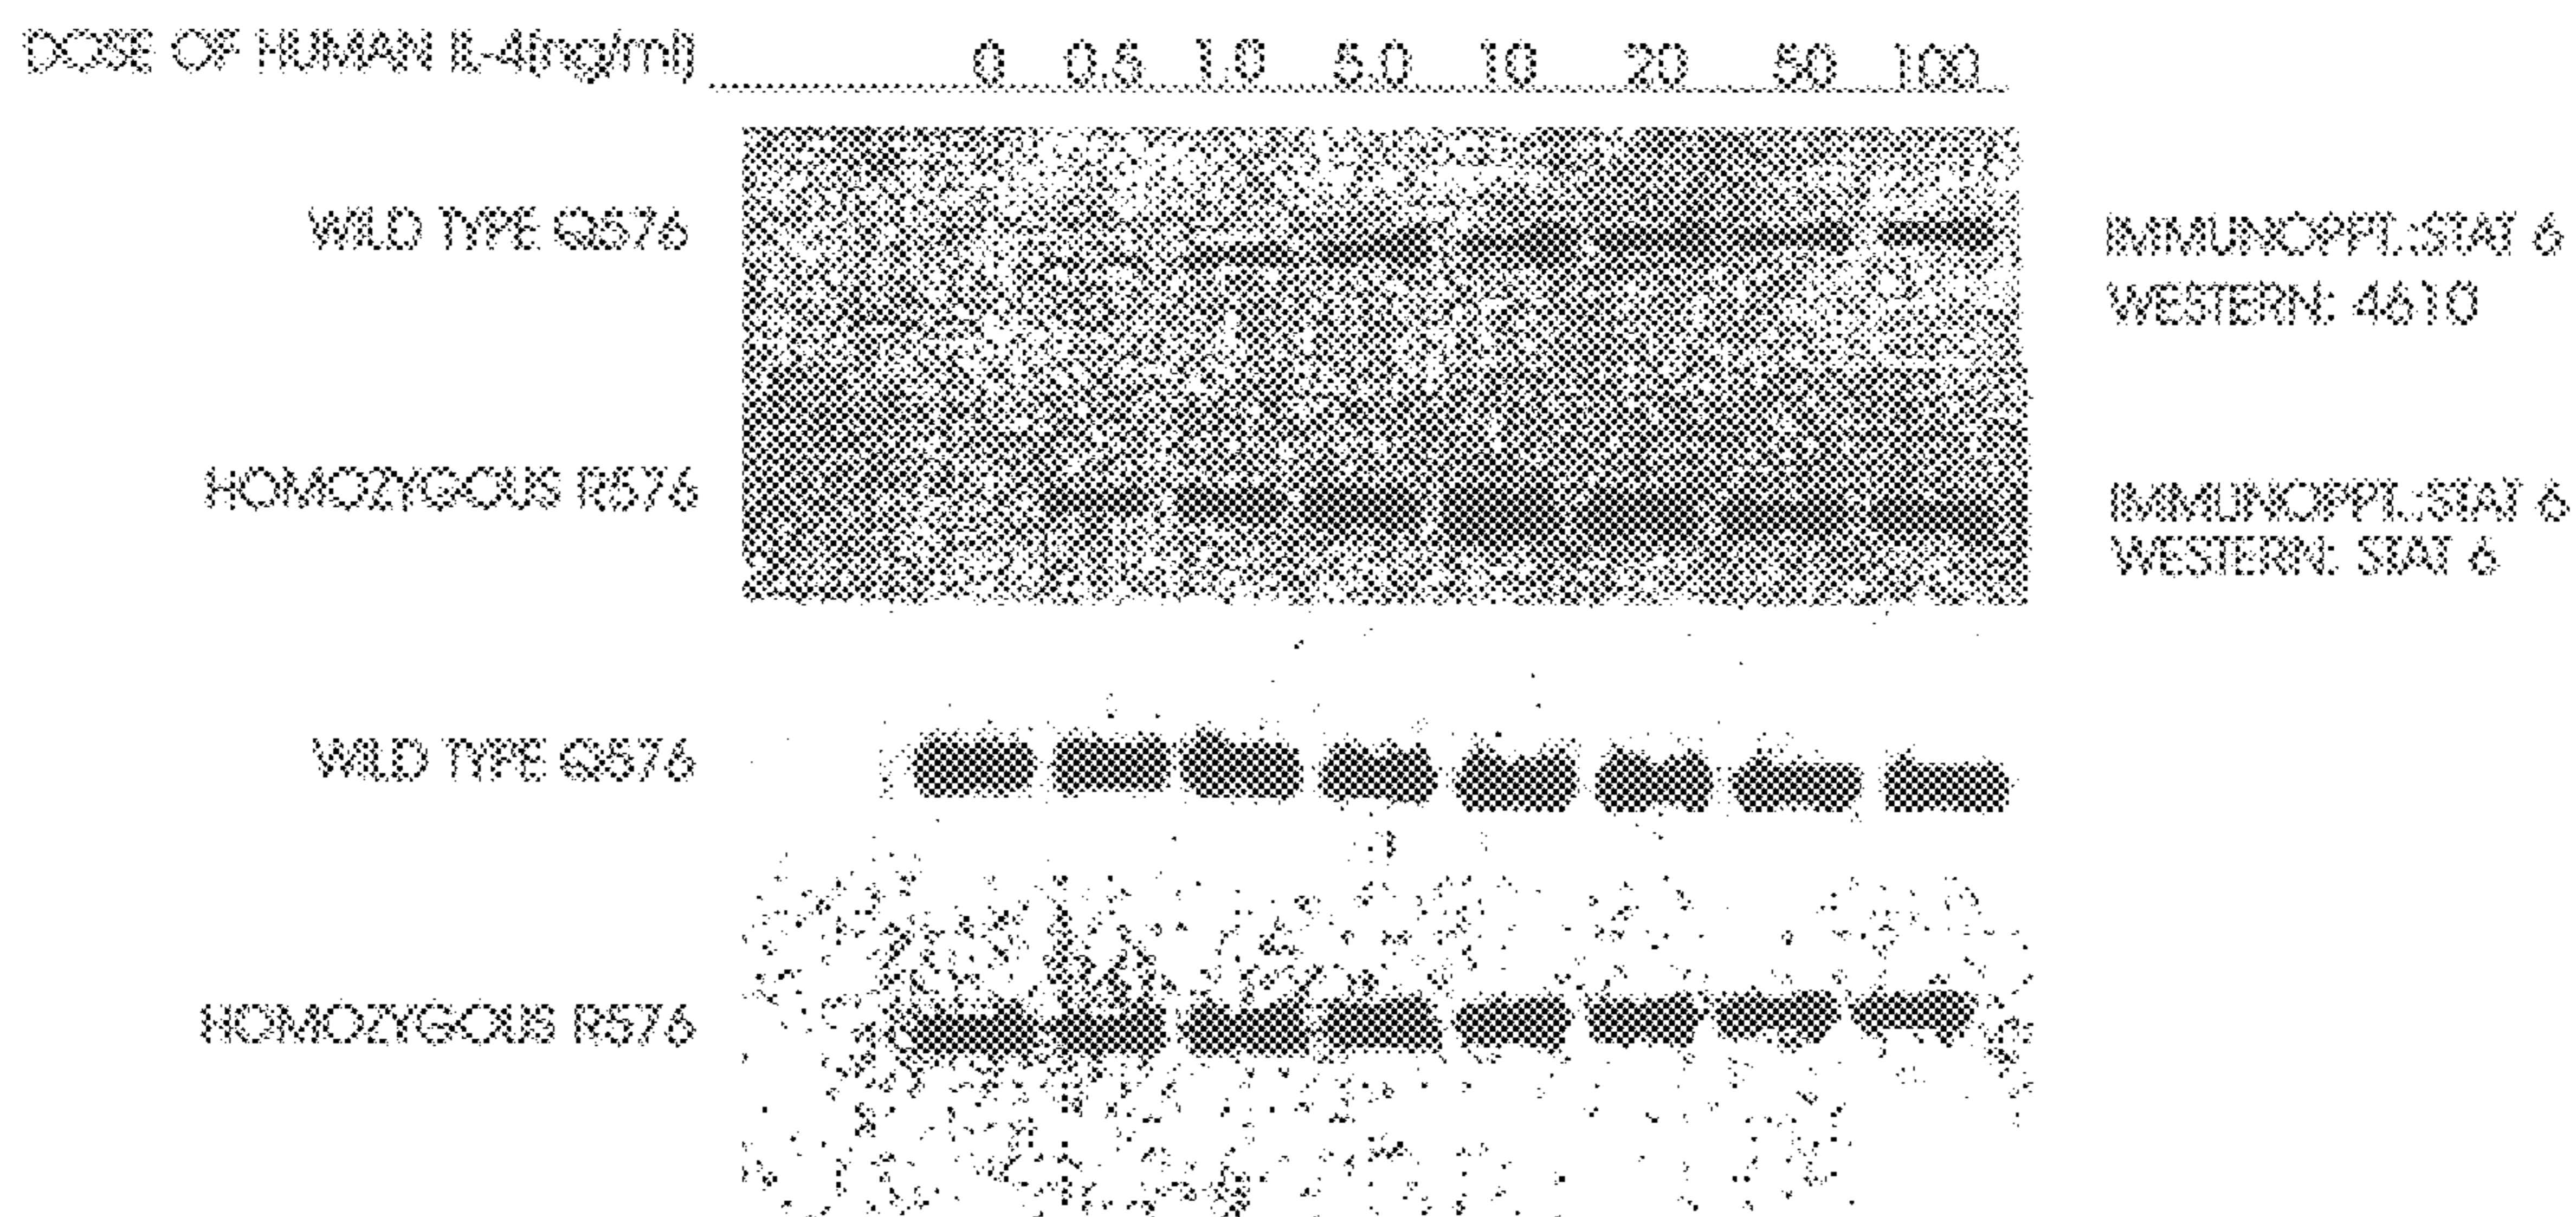 DOSE OF HUMAN IL-4(ng/ml) 0 0.5 1.0 5.0 10 20 50 100
WILD TYPE Q576
IMMUNOPPT.:STAT 6
WESTERN: 4G10
HOMOZYGOUS R576
IMMUNOPPT.:STAT 6
WESTERN: STAT 6
WILD TYPE Q576
HOMOZYGOUS R576